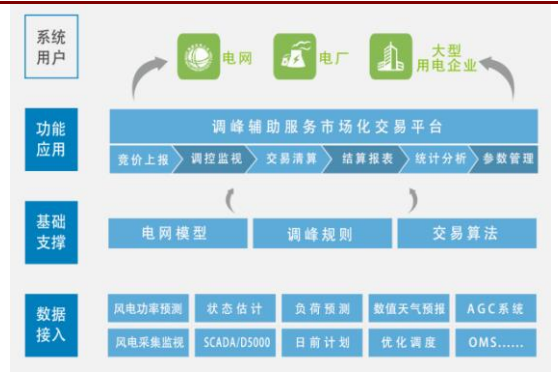 系统
用户
电网
电厂
大型
用电企业
功能
应用
调峰辅助服务市场化交易平台
竞价上报 调控监视 交易清算 结算报表 统计分析 参数管理
基础
支撑
电网模型 调峰规则 交易算法
数据
接入
风电功率预测 状态估计 负荷预测 数值天气预报 AGC系统
风电采集监视 SCADA/D5000 日前计划 优化调度 OMS......